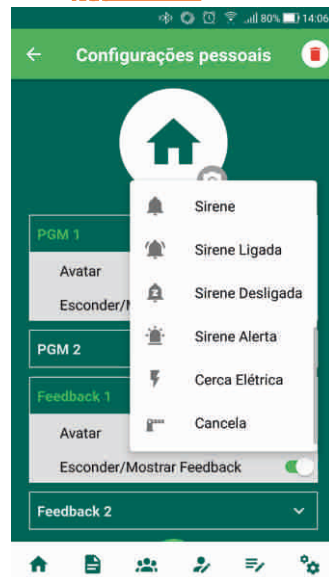 80% 14:06
Configurações pessoais
Sirene
Sirene Ligada
Sirene Desligada
Sirene Alerta
Cerca Elétrica
Cancela
PGM 1
Avatar
Esconder/
PGM 2
Feedback 1
Avatar
Esconder/Mostrar Feedback
Feedback 2